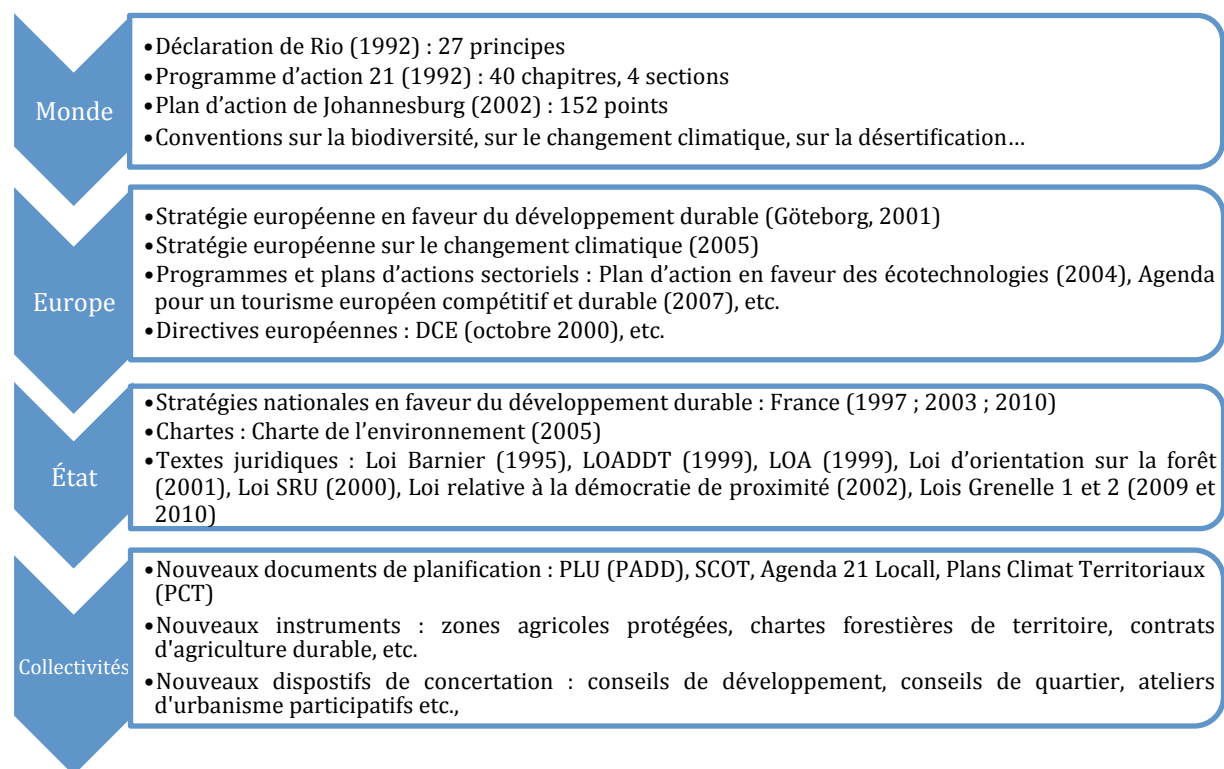 Monde
•Déclaration de Rio (1992) : 27 principes
•Programme d'action 21 (1992) : 40 chapitres, 4 sections
•Plan d'action de Johannesburg (2002) : 152 points
•Conventions sur la biodiversité, sur le changement climatique, sur la désertification…
Europe
•Stratégie européenne en faveur du développement durable (Göteborg, 2001)
•Stratégie européenne sur le changement climatique (2005)
•Programmes et plans d'actions sectoriels : Plan d'action en faveur des écotechnologies (2004), Agenda
pour un tourisme européen compétitif et durable (2007), etc.
•Directives européennes : DCE (octobre 2000), etc.
État
•Stratégies nationales en faveur du développement durable : France (1997 ; 2003 ; 2010)
•Chartes : Charte de l'environnement (2005)
•Textes juridiques : Loi Barnier (1995), LOADDT (1999), LOA (1999), Loi d'orientation sur la forêt
(2001), Loi SRU (2000), Loi relative à la démocratie de proximité (2002), Lois Grenelle 1 et 2 (2009 et
2010)
Collectivités
•Nouveaux documents de planification : PLU (PADD), SCOT, Agenda 21 Locall, Plans Climat Territoriaux
(PCT)
•Nouveaux instruments : zones agricoles protégées, chartes forestières de territoire, contrats
d'agriculture durable, etc.
•Nouveaux dispostifs de concertation : conseils de développement, conseils de quartier, ateliers
d'urbanisme participatifs etc.,